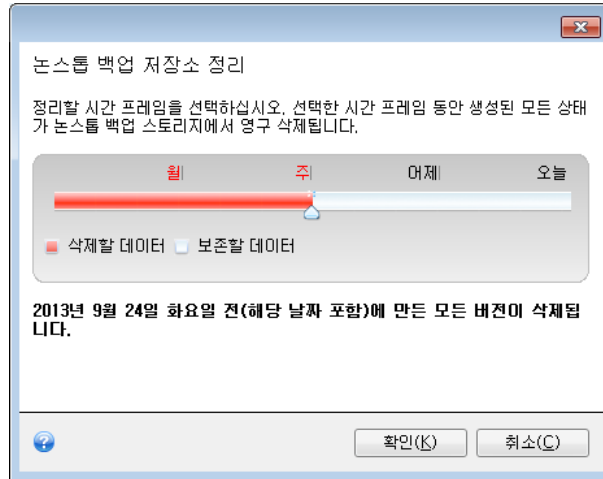 논스톱 백업 저장소 정리
정리할 시간 프레임을 선택하십시오. 선택한 시간 프레임 동안 생성된 모든 상태
가 논스톱 백업 스토리지에서 영구 삭제됩니다.
월 주 어제 오늘
삭제할 데이터 보존할 데이터
2013년 9월 24일 화요일 전(해당 날짜 포함)에 만든 모든 버전이 삭제됩
니다.
확인(K) 취소(C)